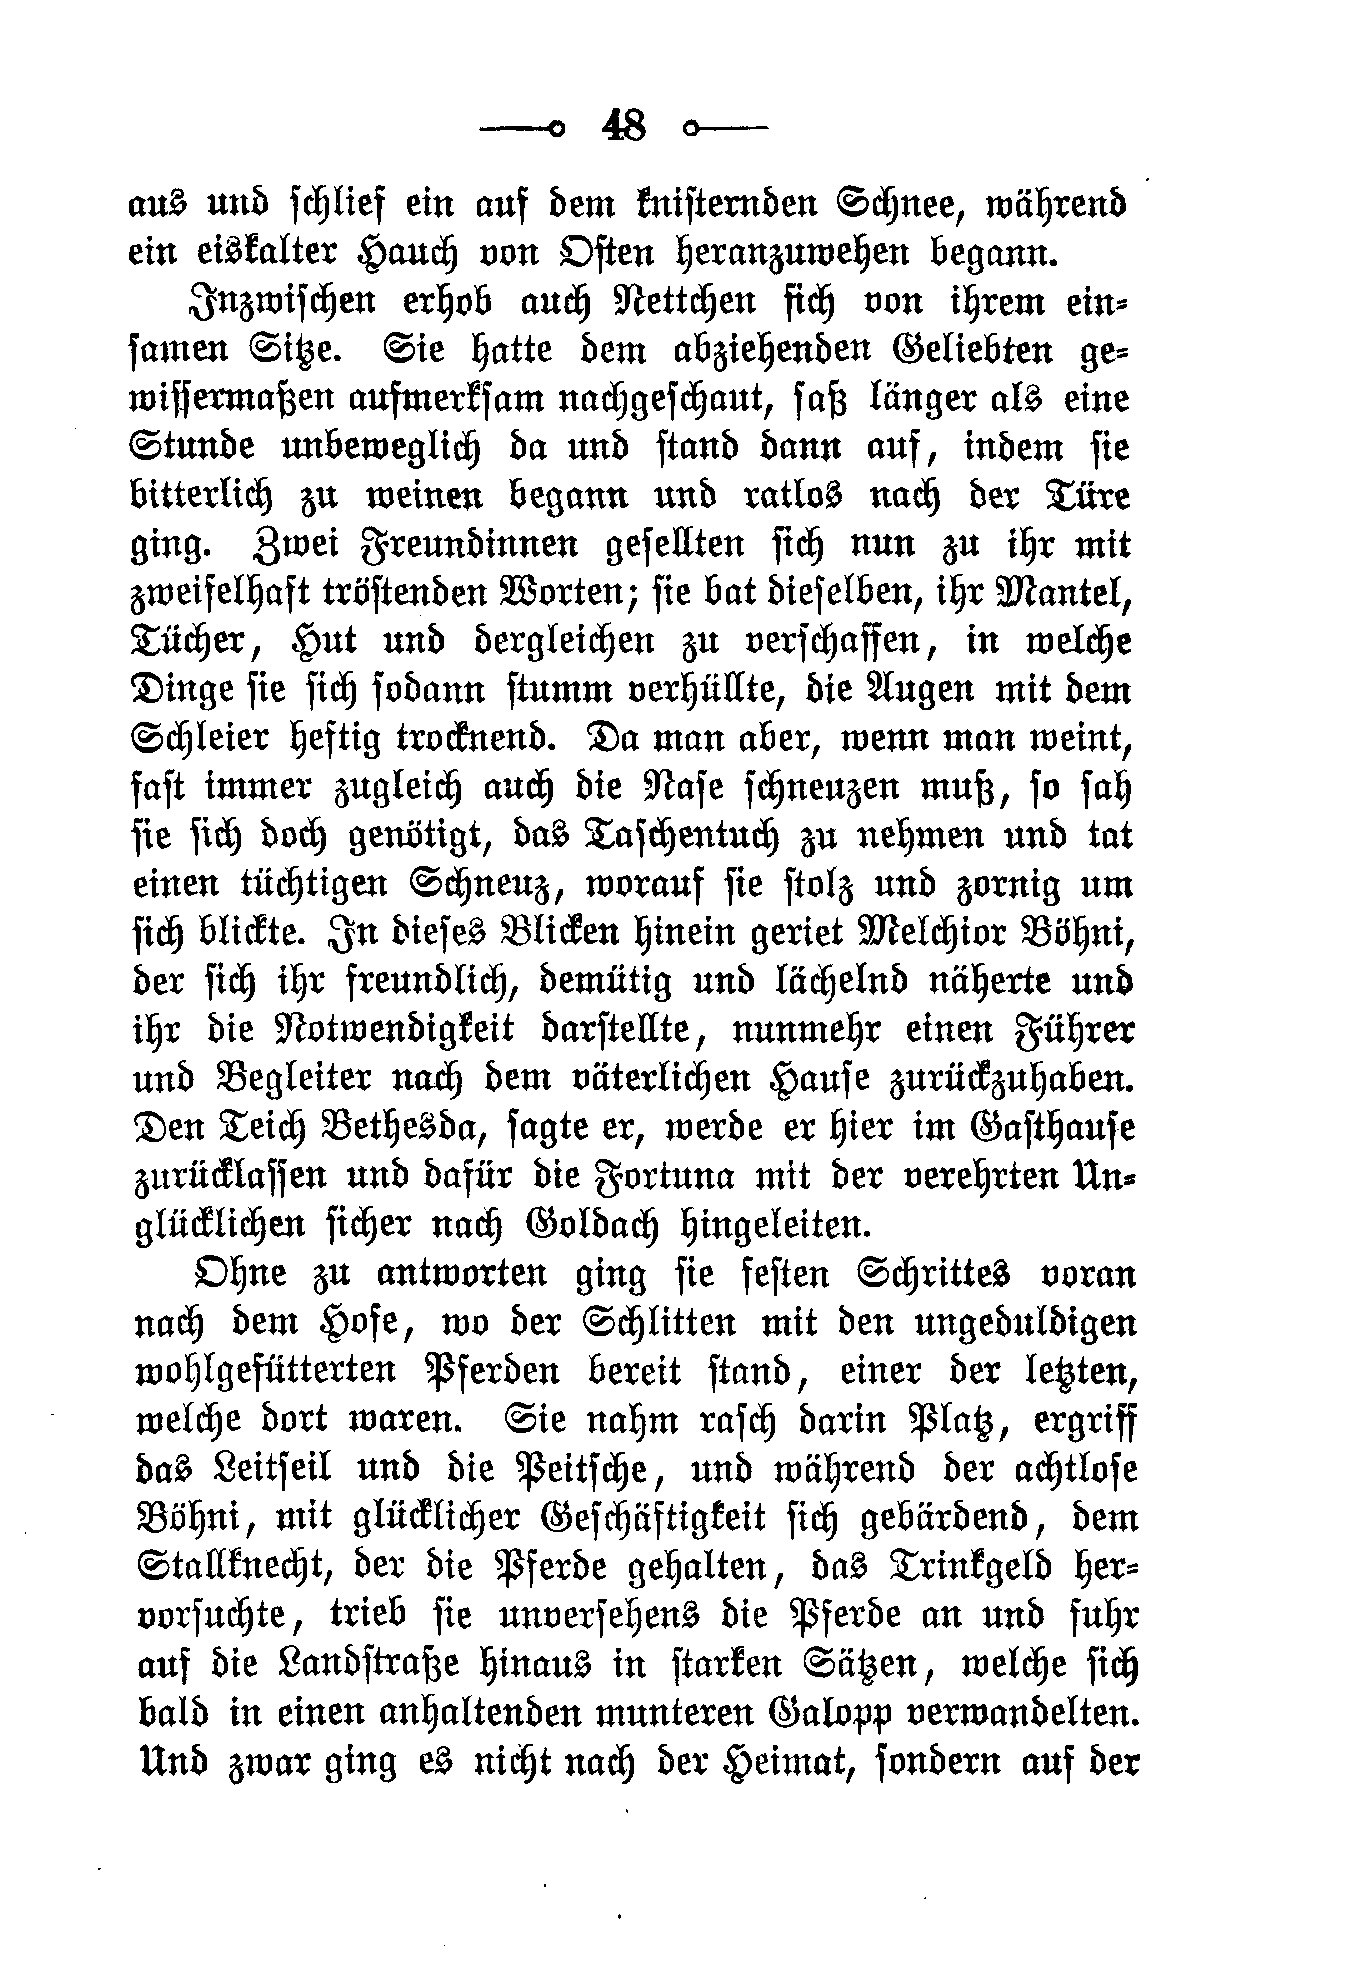 48
aus und schlief ein auf dem knisternden Schnee, während
ein eiskalter Hauch von Osten heranzuwehen begann.
Inzwischen erhob auch Nettchen sich von ihrem ein-
samen Sitze. Sie hatte dem abziehenden Geliebten ge-
wissermaßen aufmerksam nachgeschaut, saß länger als eine
Stunde unbeweglich da und stand dann auf, indem sie
bitterlich zu weinen begann und ratlos nach der Türe
ging. Zwei Freundinnen gesellten sich nun zu ihr mit
zweifelhaft tröstenden Worten; sie bat dieselben, ihr Mantel,
Tücher, Hut und dergleichen zu verschaffen, in welche
Dinge sie sich sodann stumm verhüllte, die Augen mit dem
Schleier heftig trocknend. Da man aber, wenn man weint,
fast immer zugleich auch die Nase schneuzen muß, so sah
sie sich doch genötigt, das Taschentuch zu nehmen und tat
einen tüchtigen Schneuz, worauf sie stolz und zornig um
sich blickte. In dieses Blicken hinein geriet Melchior Böhni,
der sich ihr freundlich, demütig und lächelnd näherte und
ihr die Notwendigkeit darstellte, nunmehr einen Führer
und Begleiter nach dem väterlichen Hause zurückzuhaben.
Den Teich Bethesda, sagte er, werde er hier im Gasthause
zurücklassen und dafür die Fortuna mit der verehrten Un-
glücklichen sicher nach Goldach hingeleiten.
Ohne zu antworten ging sie festen Schrittes voran
nach dem Hofe, wo der Schlitten mit den ungeduldigen
wohlgefütterten Pferden bereit stand, einer der letzten,
welche dort waren. Sie nahm rasch darin Platz, ergriff
das Leitseil und die Peitsche, und während der achtlose
Böhni, mit glücklicher Geschäftigkeit sich gebärdend, dem
Stallknecht, der die Pferde gehalten, das Trinkgeld her-
vorsuchte, trieb sie unversehens die Pferde an und fuhr
auf die Landstraße hinaus in starken Sätzen, welche sich
bald in einen anhaltenden munteren Galopp verwandelten.
Und zwar ging es nicht nach der Heimat, sondern auf der